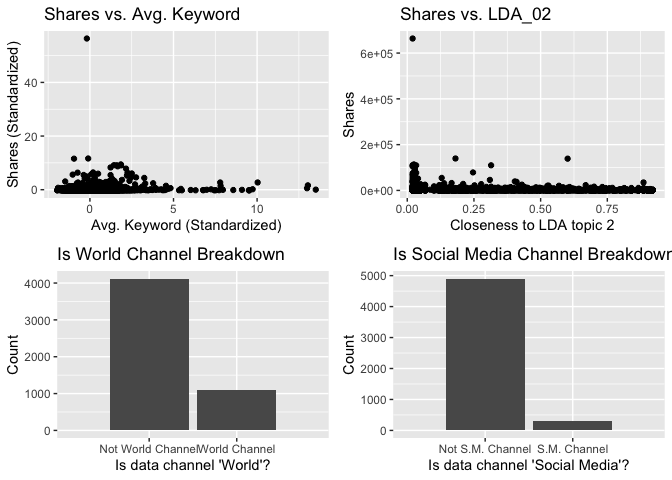 Shares vs. Avg. Keyword
Shares (Standardized)
40
20
0
0
5
10
Avg. Keyword (Standardized)
Shares vs. LDA_02
Shares
6e+05
4e+05
2e+05
0e+00
0.00
0.25
0.50
0.75
Closeness to LDA topic 2
Is World Channel Breakdown
Count
4000
3000
2000
1000
0
Not World Channel
World Channel
Is data channel 'World'?
Is Social Media Channel Breakdown
Count
5000
4000
3000
2000
1000
0
Not S.M. Channel
S.M. Channel
Is data channel 'Social Media'?